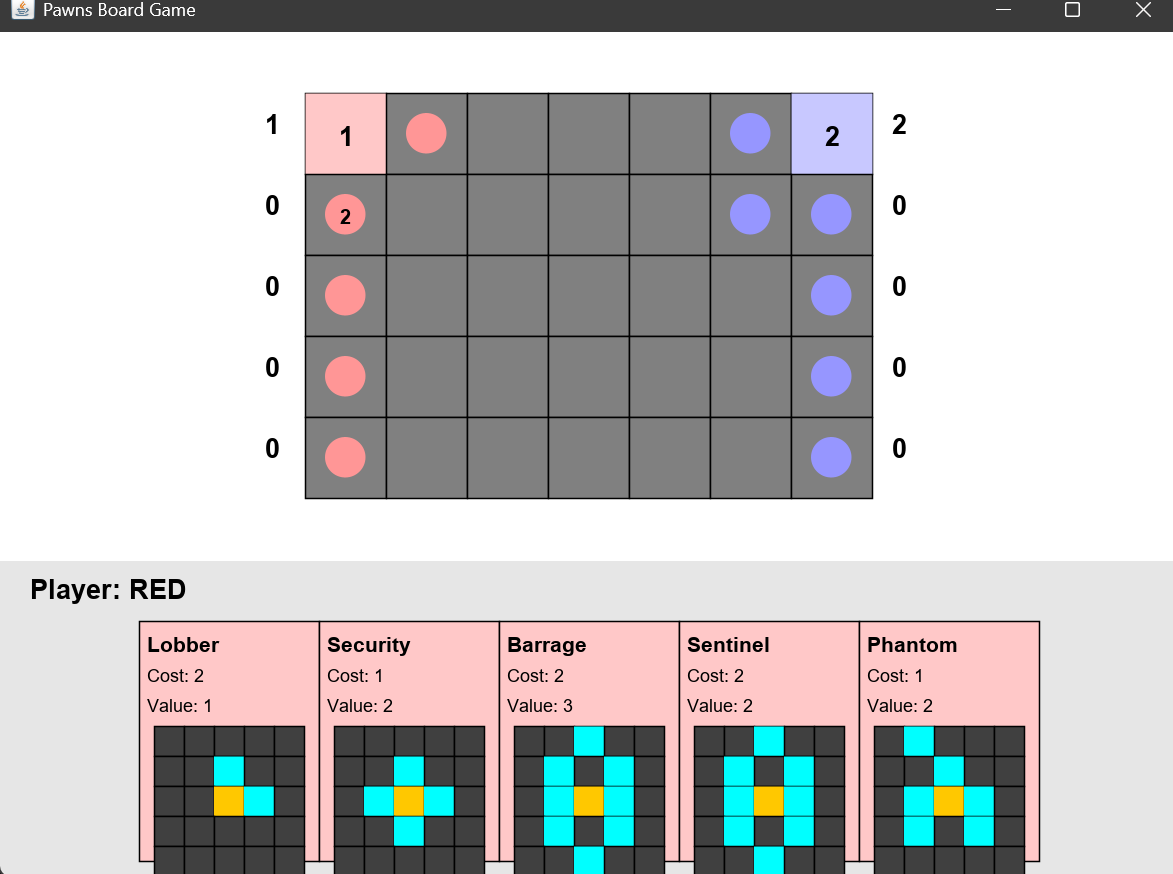 Pawns Board Game
1 1 2 2
0 0
2
0 0
0 0
0 0
Player: RED
Lobber Security Barrage Sentinel Phantom
Cost: 2 Cost: 1 Cost: 2 Cost: 2 Cost: 1
Value: 1 Value: 2 Value: 3 Value: 2 Value: 2